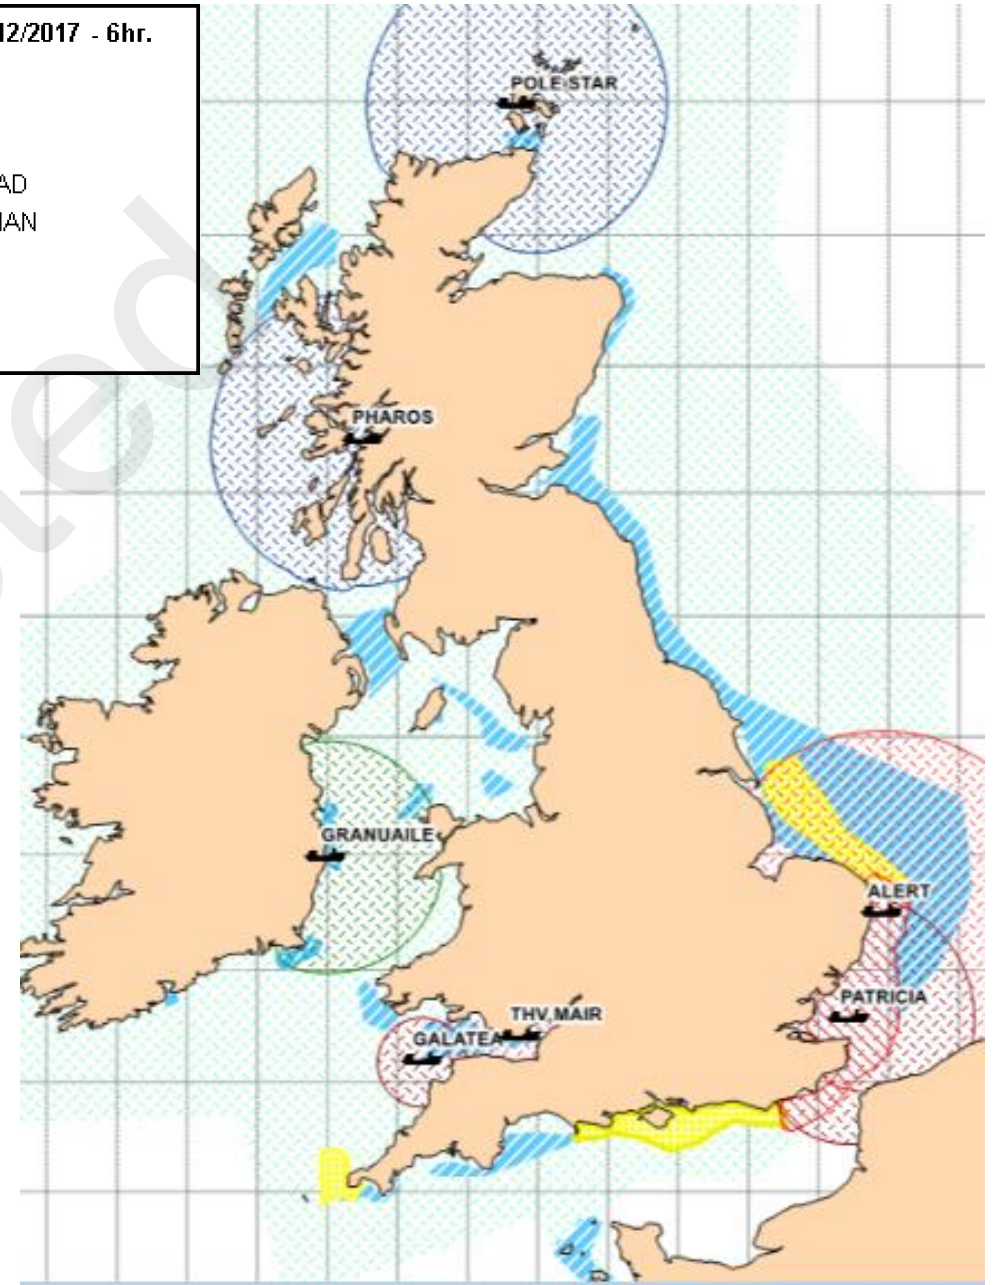 12/2017 - 6hr.
AD
IAN
POLE STAR
PHAROS
GRANUAILE
ALERT
PATRICIA
THV MAIR
GALATEA